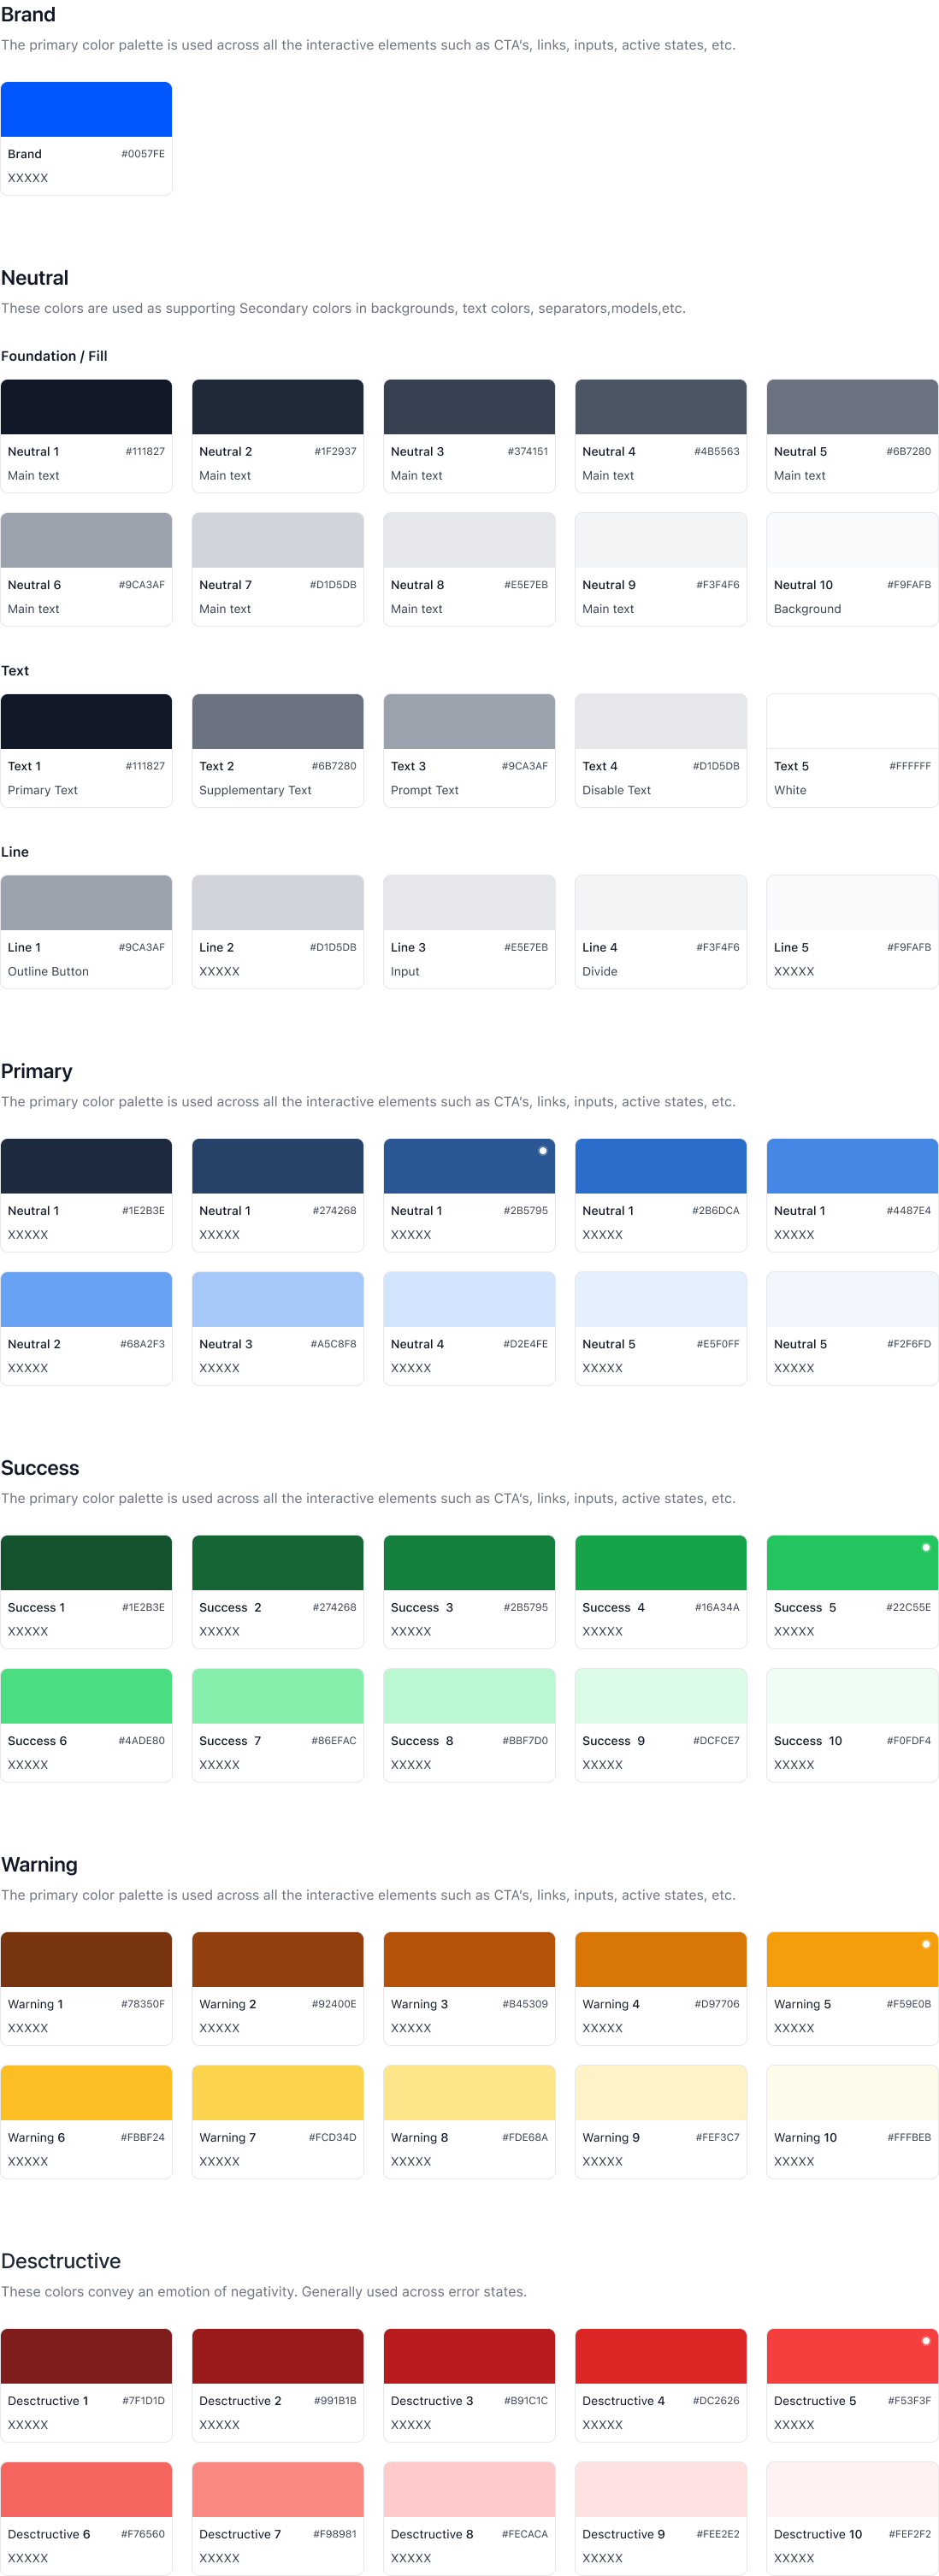 Brand
The primary color palette is used across all the interactive elements such as CTA's, links, inputs, active states, etc.
Brand #0057FE
XXXXX
Neutral
These colors are used as supporting Secondary colors in backgrounds, text colors, separators,models,etc.
Foundation / Fill
Neutral 1 #111827 Neutral 2 #1F2937 Neutral 3 #374151 Neutral 4 #4B5563 Neutral 5 #6B7280
Main text Main text Main text Main text Main text
Neutral 6 #9CA3AF Neutral 7 #D1D5DB Neutral 8 #E5E7EB Neutral 9 #F3F4F6 Neutral 10 #F9FAFB
Main text Main text Main text Main text Background
Text
Text 1 #111827 Text 2 #6B7280 Text 3 #9CA3AF Text 4 #D1D5DB Text 5 #FFFFFF
Primary Text Supplementary Text Prompt Text Disable Text White
Line
Line 1 #9CA3AF Line 2 #D1D5DB Line 3 #E5E7EB Line 4 #F3F4F6 Line 5 #F9FAFB
Outline Button XXXXX Input Divide XXXXX
Primary
The primary color palette is used across all the interactive elements such as CTA's, links, inputs, active states, etc.
Neutral 1 #1E2B3E Neutral 1 #274268 Neutral 1 #2B5795 Neutral 1 #2B6DCA Neutral 1 #4487E4
XXXXX XXXXX XXXXX XXXXX XXXXX
Neutral 2 #68A2F3 Neutral 3 #A5C8F8 Neutral 4 #D2E4FE Neutral 5 #E5F0FF Neutral 5 #F2F6FD
XXXXX XXXXX XXXXX XXXXX XXXXX
Success
The primary color palette is used across all the interactive elements such as CTA's, links, inputs, active states, etc.
Success 1 #1E2B3E Success 2 #274268 Success 3 #2B5795 Success 4 #16A34A Success 5 #22C55E
XXXXX XXXXX XXXXX XXXXX XXXXX
Success 6 #4ADE80 Success 7 #86EFAC Success 8 #BBF7D0 Success 9 #DCFCE7 Success 10 #F0FDF4
XXXXX XXXXX XXXXX XXXXX XXXXX
Warning
The primary color palette is used across all the interactive elements such as CTA's, links, inputs, active states, etc.
Warning 1 #78350F Warning 2 #92400E Warning 3 #B45309 Warning 4 #D97706 Warning 5 #F59E0B
XXXXX XXXXX XXXXX XXXXX XXXXX
Warning 6 #FBBF24 Warning 7 #FCD34D Warning 8 #FDE68A Warning 9 #FEF3C7 Warning 10 #FFFBEB
XXXXX XXXXX XXXXX XXXXX XXXXX
Desctructive
These colors convey an emotion of negativity. Generally used across error states.
Desctructive 1 #7F1D1D Desctructive 2 #991B1B Desctructive 3 #B91C1C Desctructive 4 #DC2626 Desctructive 5 #F53F3F
XXXXX XXXXX XXXXX XXXXX XXXXX
Desctructive 6 #F76560 Desctructive 7 #F98981 Desctructive 8 #FECACA Desctructive 9 #FEE2E2 Desctructive 10 #FEF2F2
XXXXX XXXXX XXXXX XXXXX XXXXX